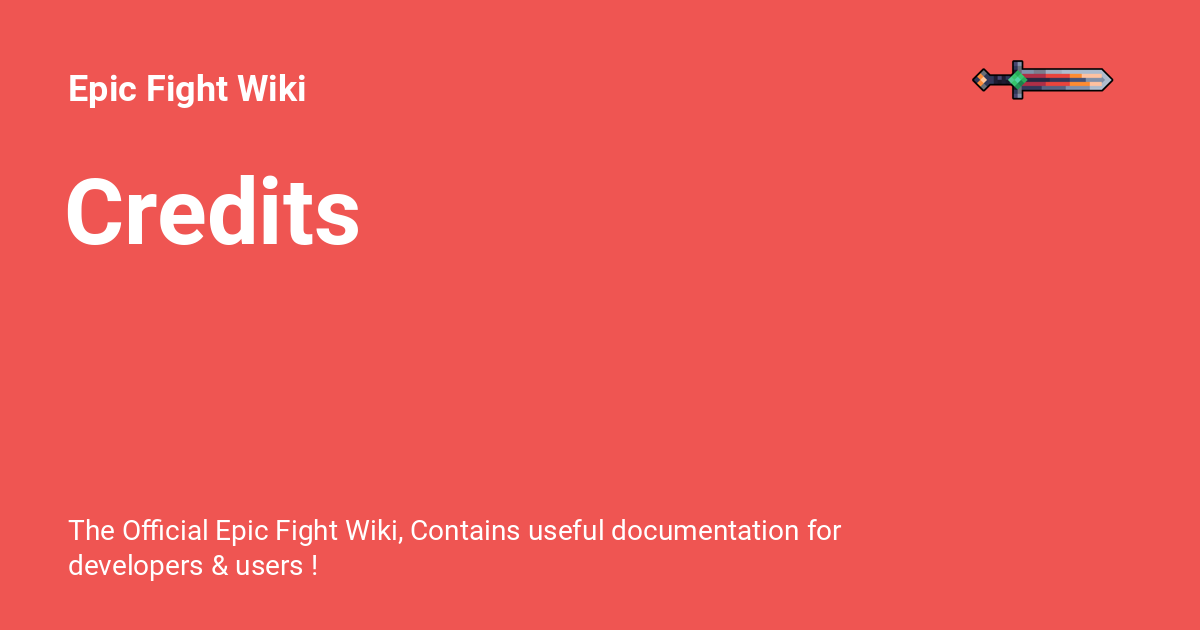 Epic Fight Wiki
Credits
The Official Epic Fight Wiki, Contains useful documentation for
developers & users !